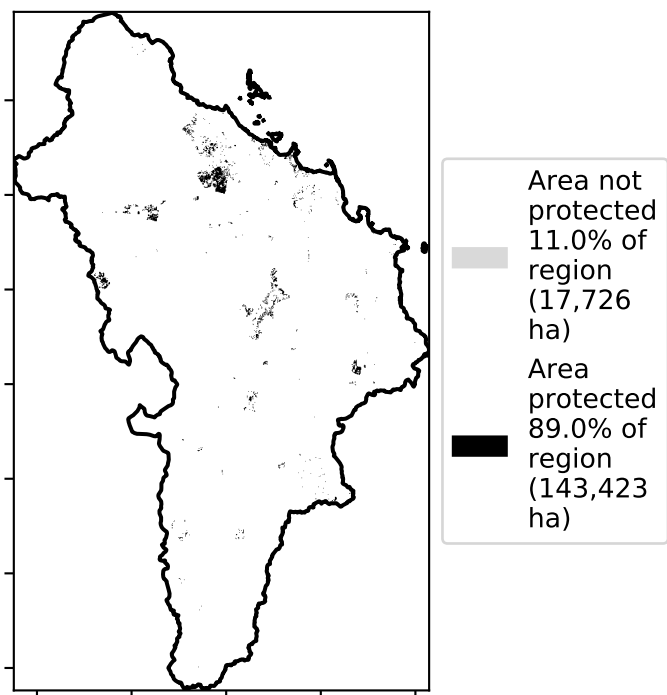 Area not
protected
11.0% of
region
(17,726
ha)
Area
protected
89.0% of
region
(143,423
ha)